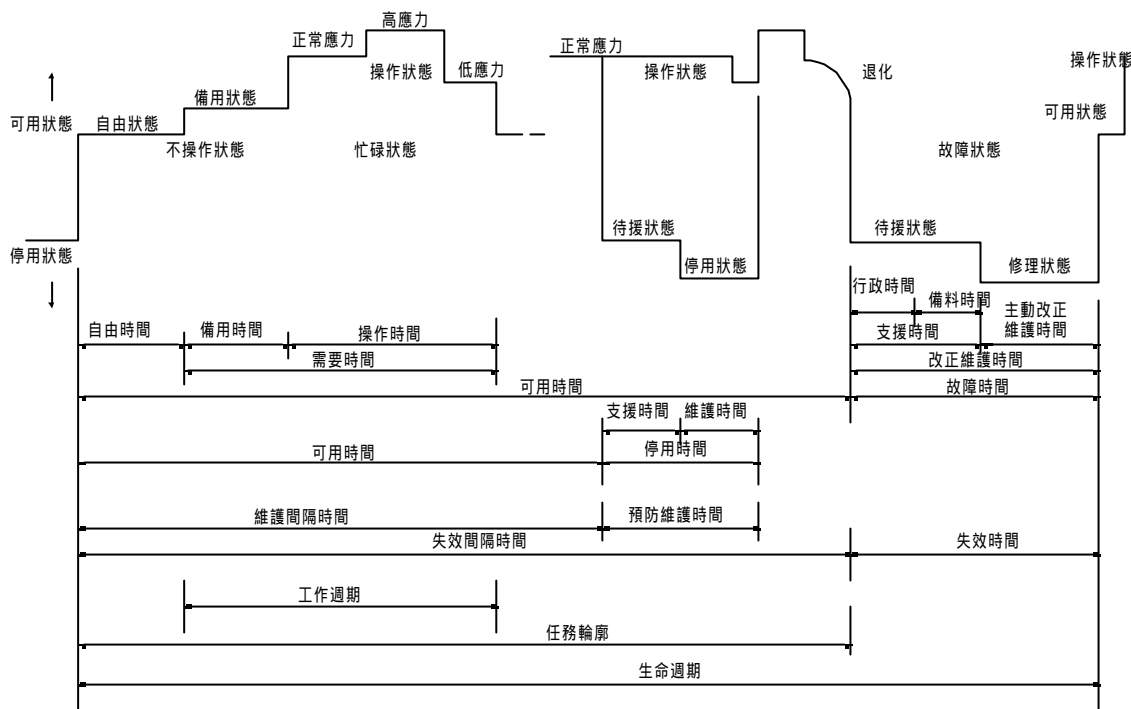 高應力
正常應力
正常應力
操作狀態
操作狀態
低應力
操作狀態
退化
備用狀態
可用狀態
可用狀態
自由狀態
不操作狀態
忙碌狀態
故障狀態
待援狀態
待援狀態
停用狀態
停用狀態
修理狀態
行政時間
備料時間
主動改正
維護時間
自由時間
備用時間
操作時間
支援時間
需要時間
改正維護時間
可用時間
故障時間
支援時間
維護時間
可用時間
停用時間
維護間隔時間
預防維護時間
失效間隔時間
失效時間
工作週期
任務輪廓
生命週期